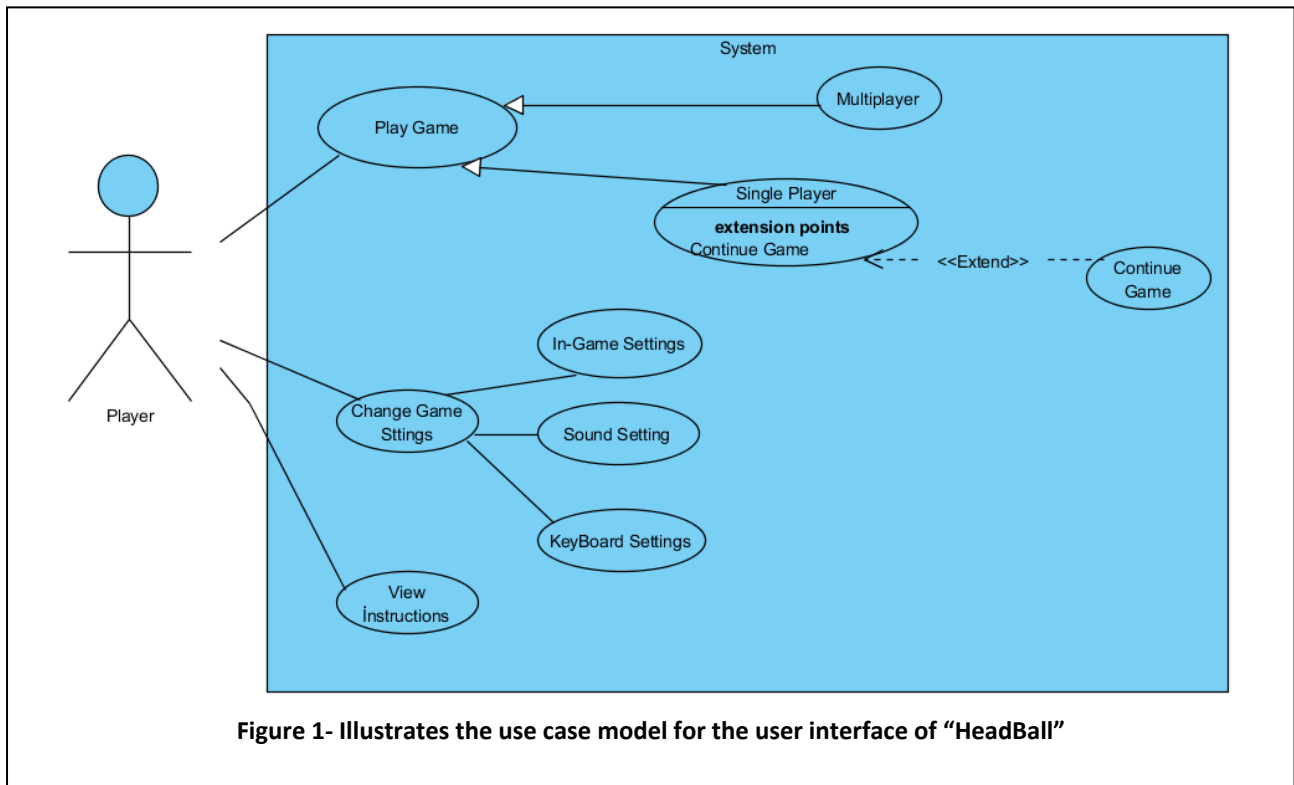 System
Multiplayer
Play Game
Single Player
extension points
Continue Game
<<Extend>>
Continue
Game
In-Game Settings
Player
Change Game
Sttings
Sound Setting
KeyBoard Settings
View
İnstructions
Figure 1- Illustrates the use case model for the user interface of “HeadBall”